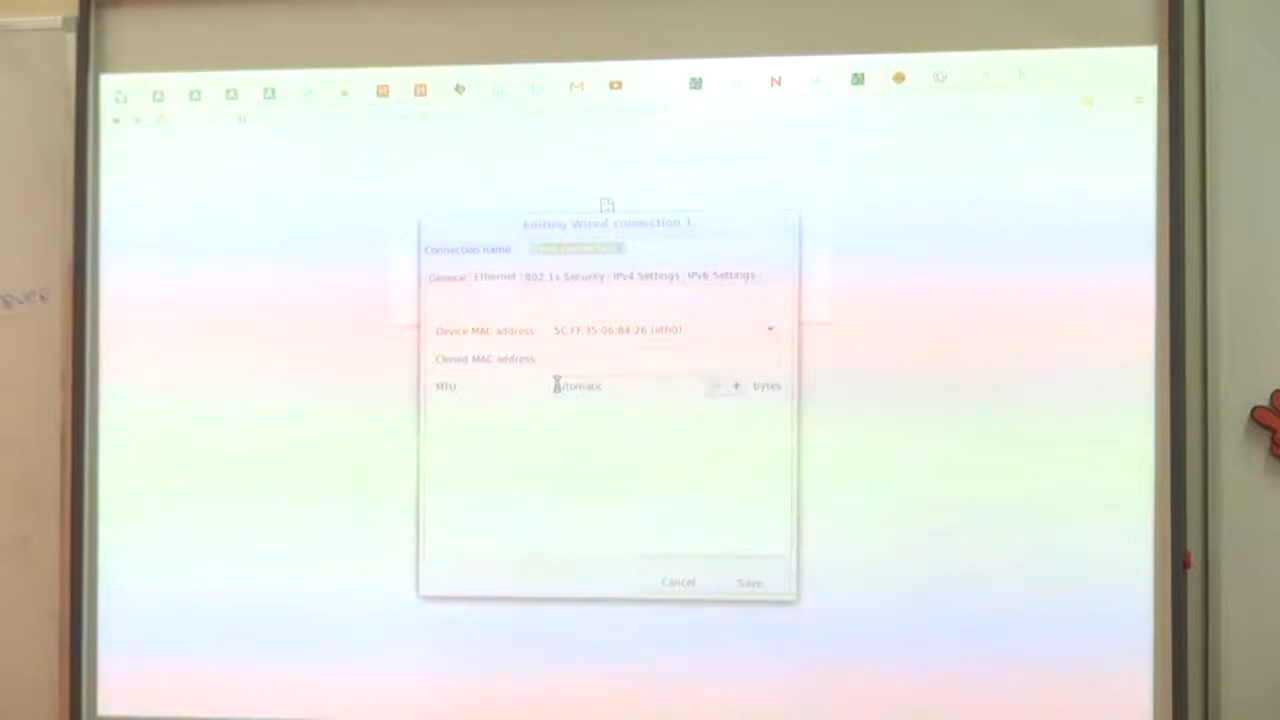 Editing Wired connection 1
Connection name:
General Ethernet 802.1x Security IPv4 Settings IPv6 Settings
Device MAC address: 5C:FF:35:06:84:26 (eth0)
Cloned MAC address:
MTU: utomatic - + bytes
Cancel Save